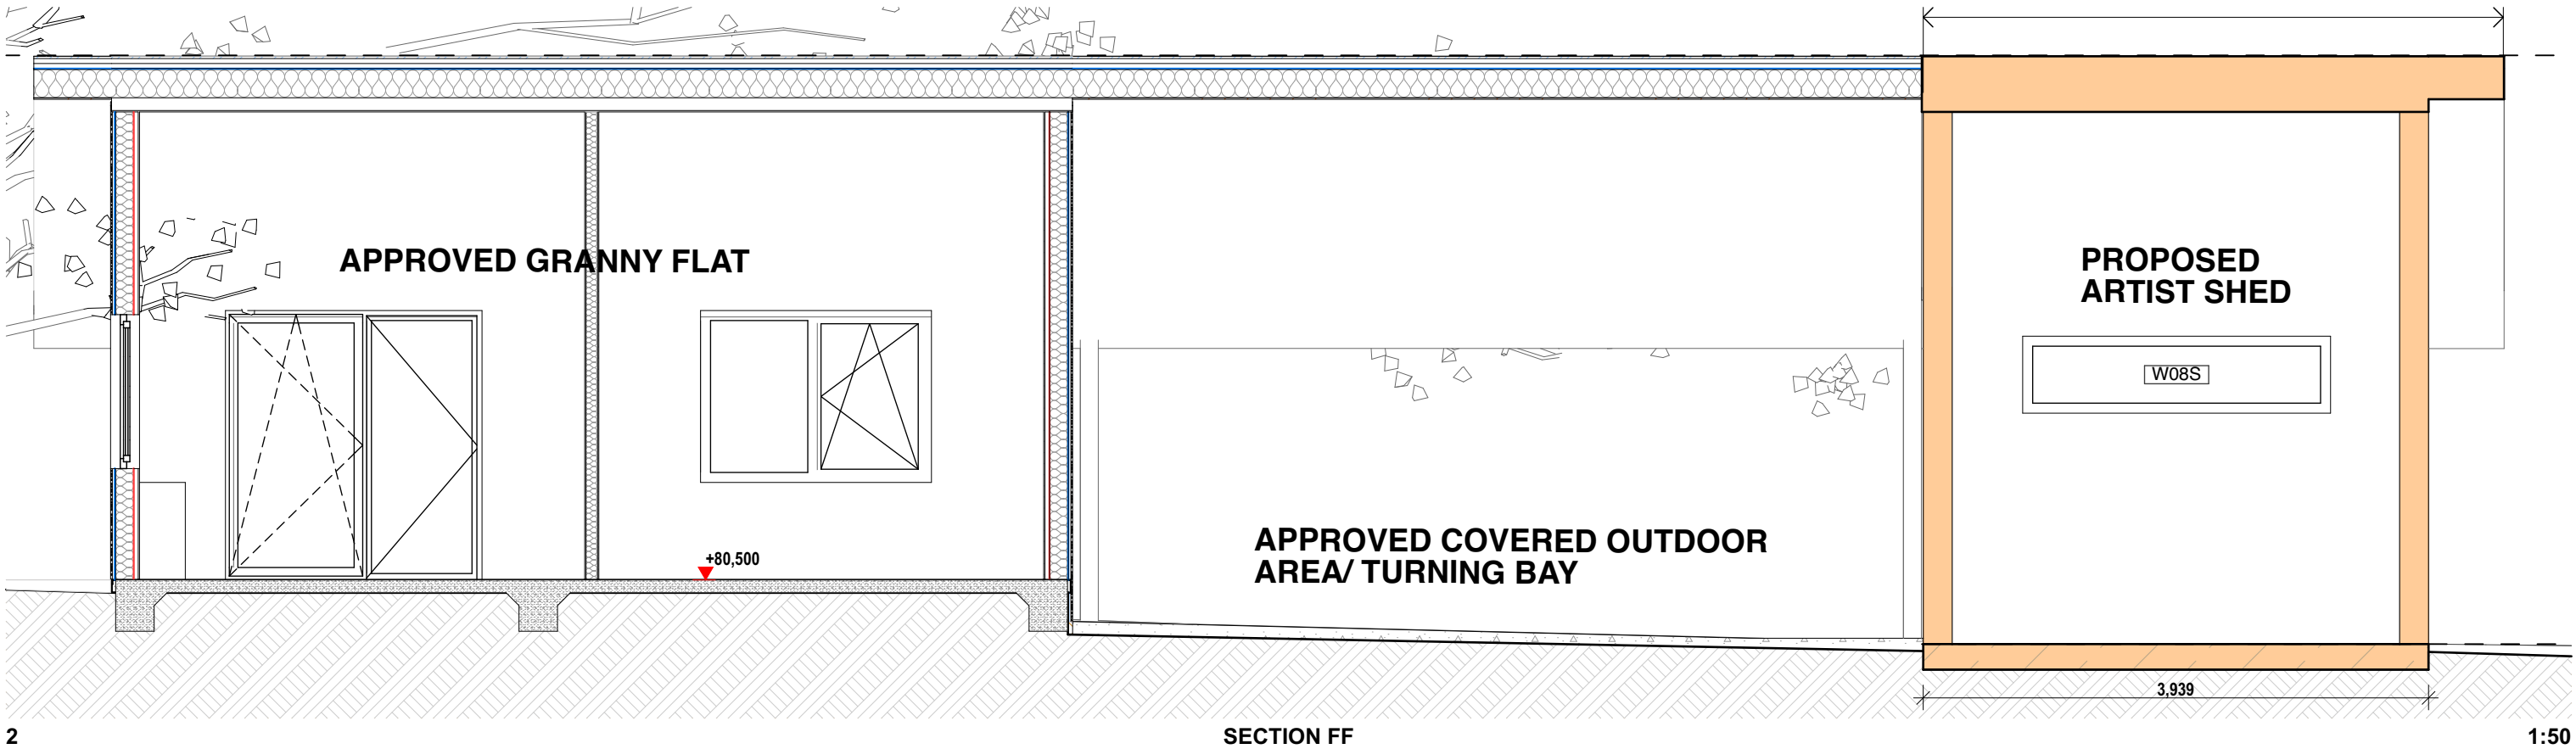 APPROVED GRANNY FLAT
PROPOSED
ARTIST SHED
W08S
+80,500
APPROVED COVERED OUTDOOR
AREA/ TURNING BAY
3,939
2
SECTION FF
1:50